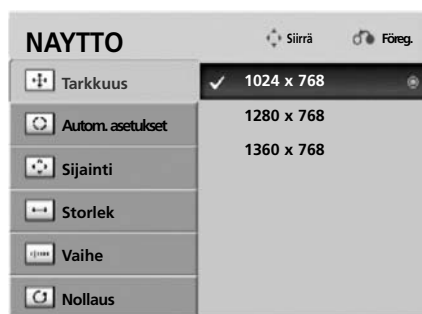 NAYTTO Siirrä Föreg.
Tarkkuus 1024 x 768
Autom. asetukset 1280 x 768
Sijainti 1360 x 768
Storlek
Vaihe
Nollaus